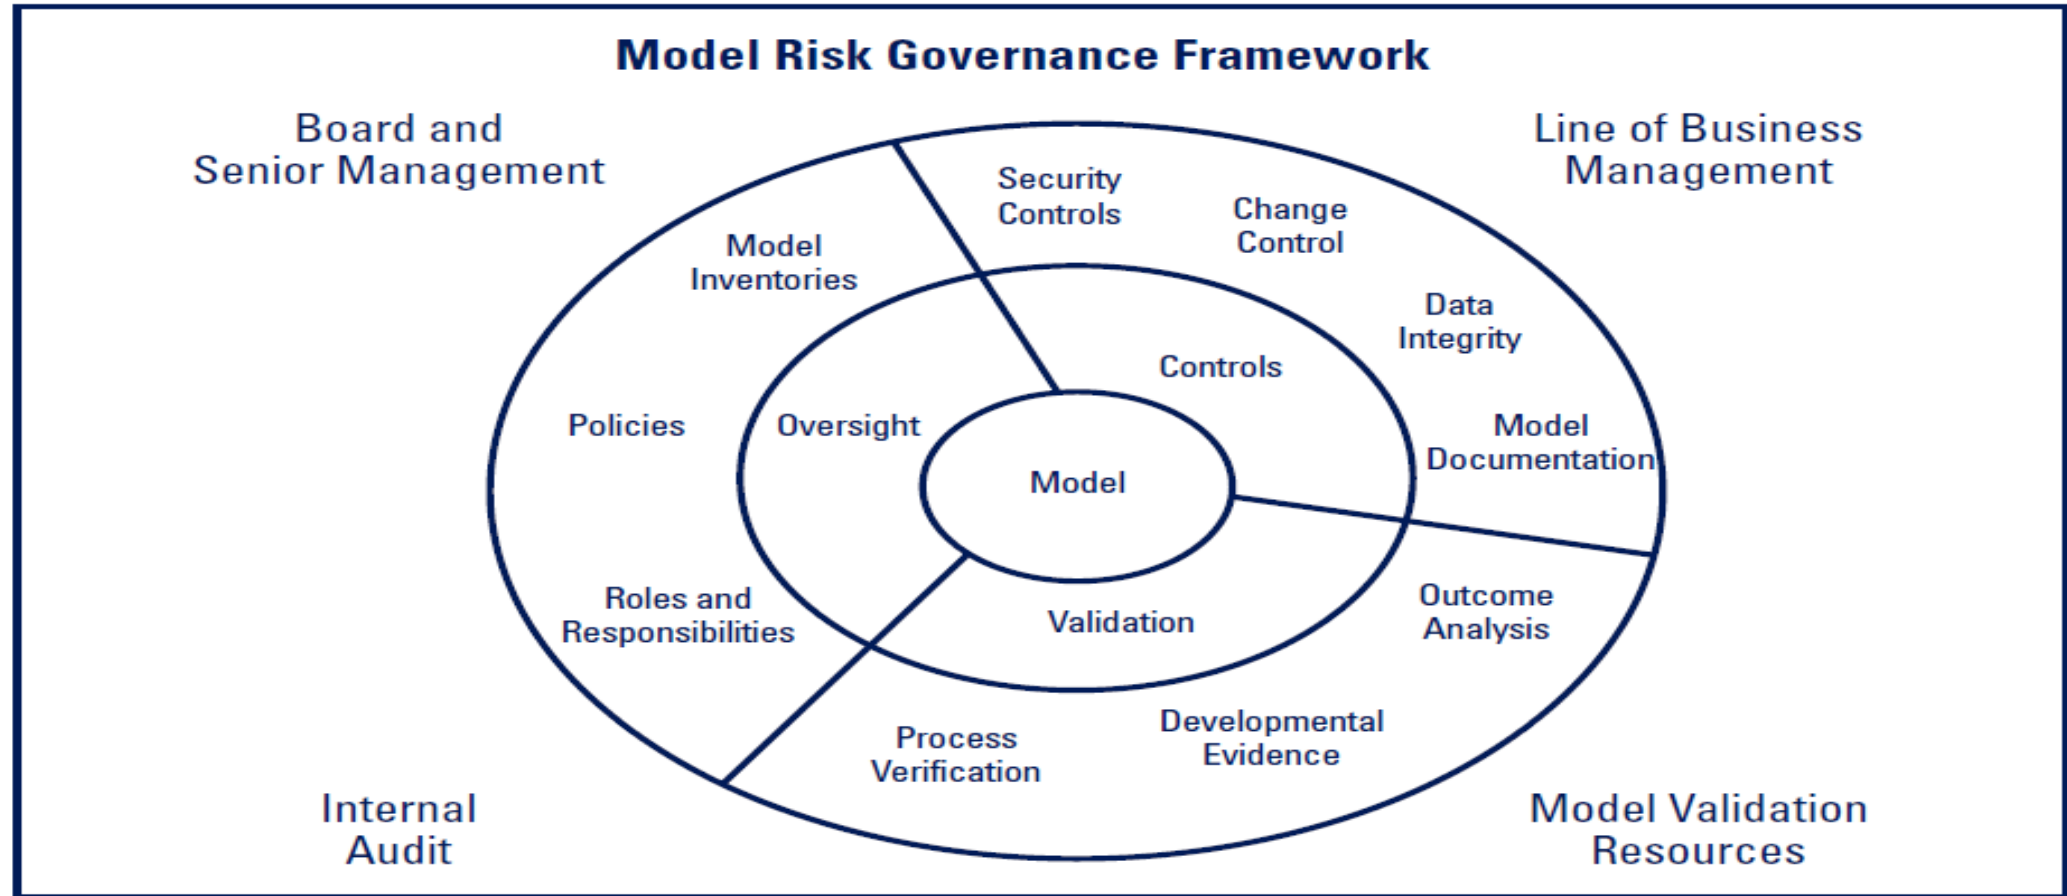 Model Risk Governance Framework
Board and
Senior Management
Line of Business
Management
Security
Controls
Change
Control
Model
Inventories
Data
Integrity
Controls
Policies
Oversight
Model
Documentation
Model
Roles and
Responsibilities
Validation
Outcome
Analysis
Process
Verification
Developmental
Evidence
Internal
Audit
Model Validation
Resources